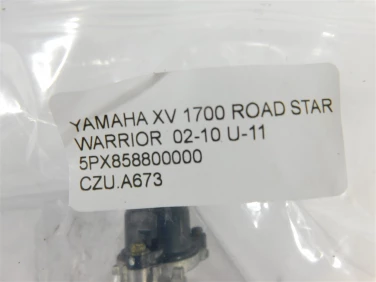 YAMAHA XV 1700 ROAD STAR
WARRIOR 02-10 U-11
5PX858800000
CZU.A673